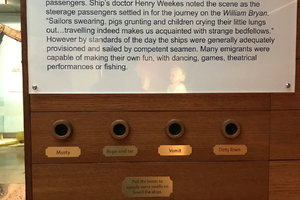 passengers. Ship's doctor Henry Weekes noted the scene as the
steerage passengers settled in for the journey on the William Bryan.
"Sailors swearing, pigs grunting and children crying their little lungs
out...travelling indeed makes us acquainted with strange bedfellows."
However by standards of the day the ships were generally adequately
provisioned and sailed by competent seamen. Many emigrants were
capable of making their own fun, with dancing, games, theatrical
performances or fishing.
Musty
Rope and tar
Vomit
Dirty linen